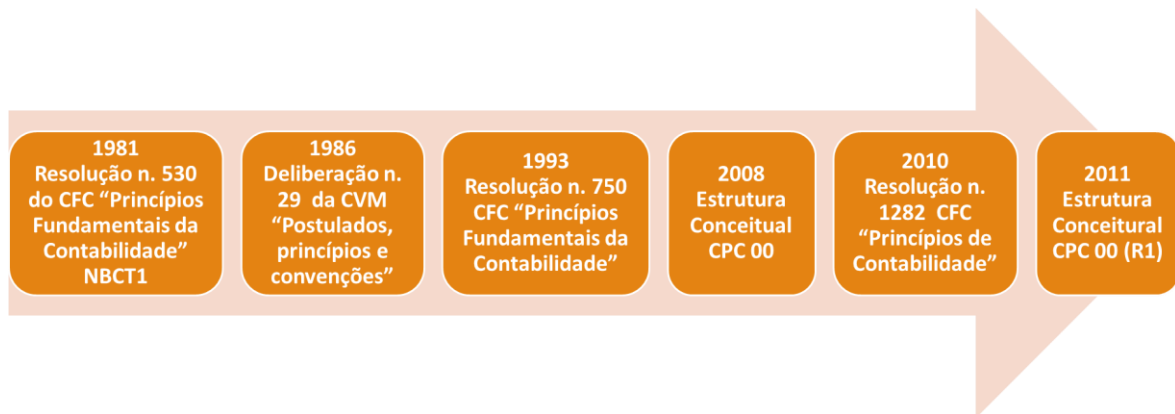 1981
Resolução n. 530
do CFC “Princípios
Fundamentais da
Contabilidade”
NBCT1
1986
Deliberação n.
29 da CVM
“Postulados,
princípios e
convenções”
1993
Resolução n. 750
CFC “Princípios
Fundamentais da
Contabilidade”
2008
Estrutura
Conceitual
CPC 00
2010
Resolução n.
1282 CFC
“Princípios de
Contabilidade”
2011
Estrutura
Conceitural
CPC 00 (R1)